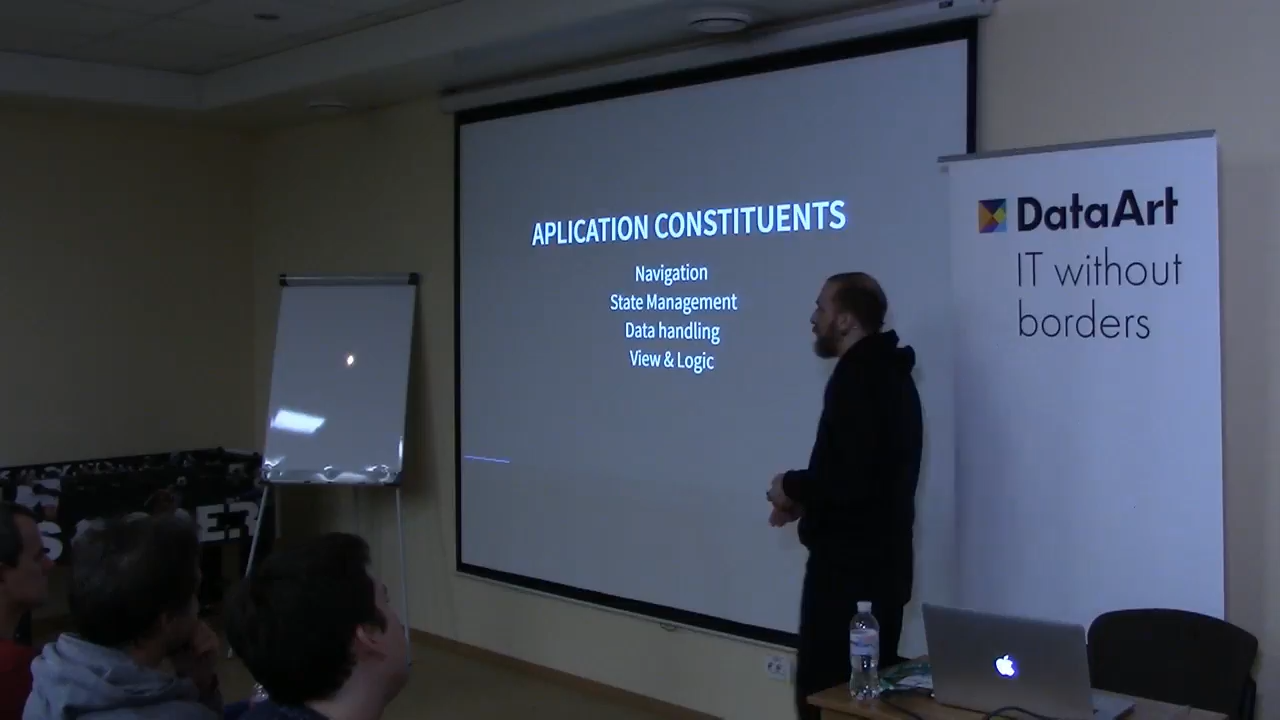 APLICATION CONSTITUENTS
Navigation
State Management
Data handling
View & Logic
DataArt
IT without
borders